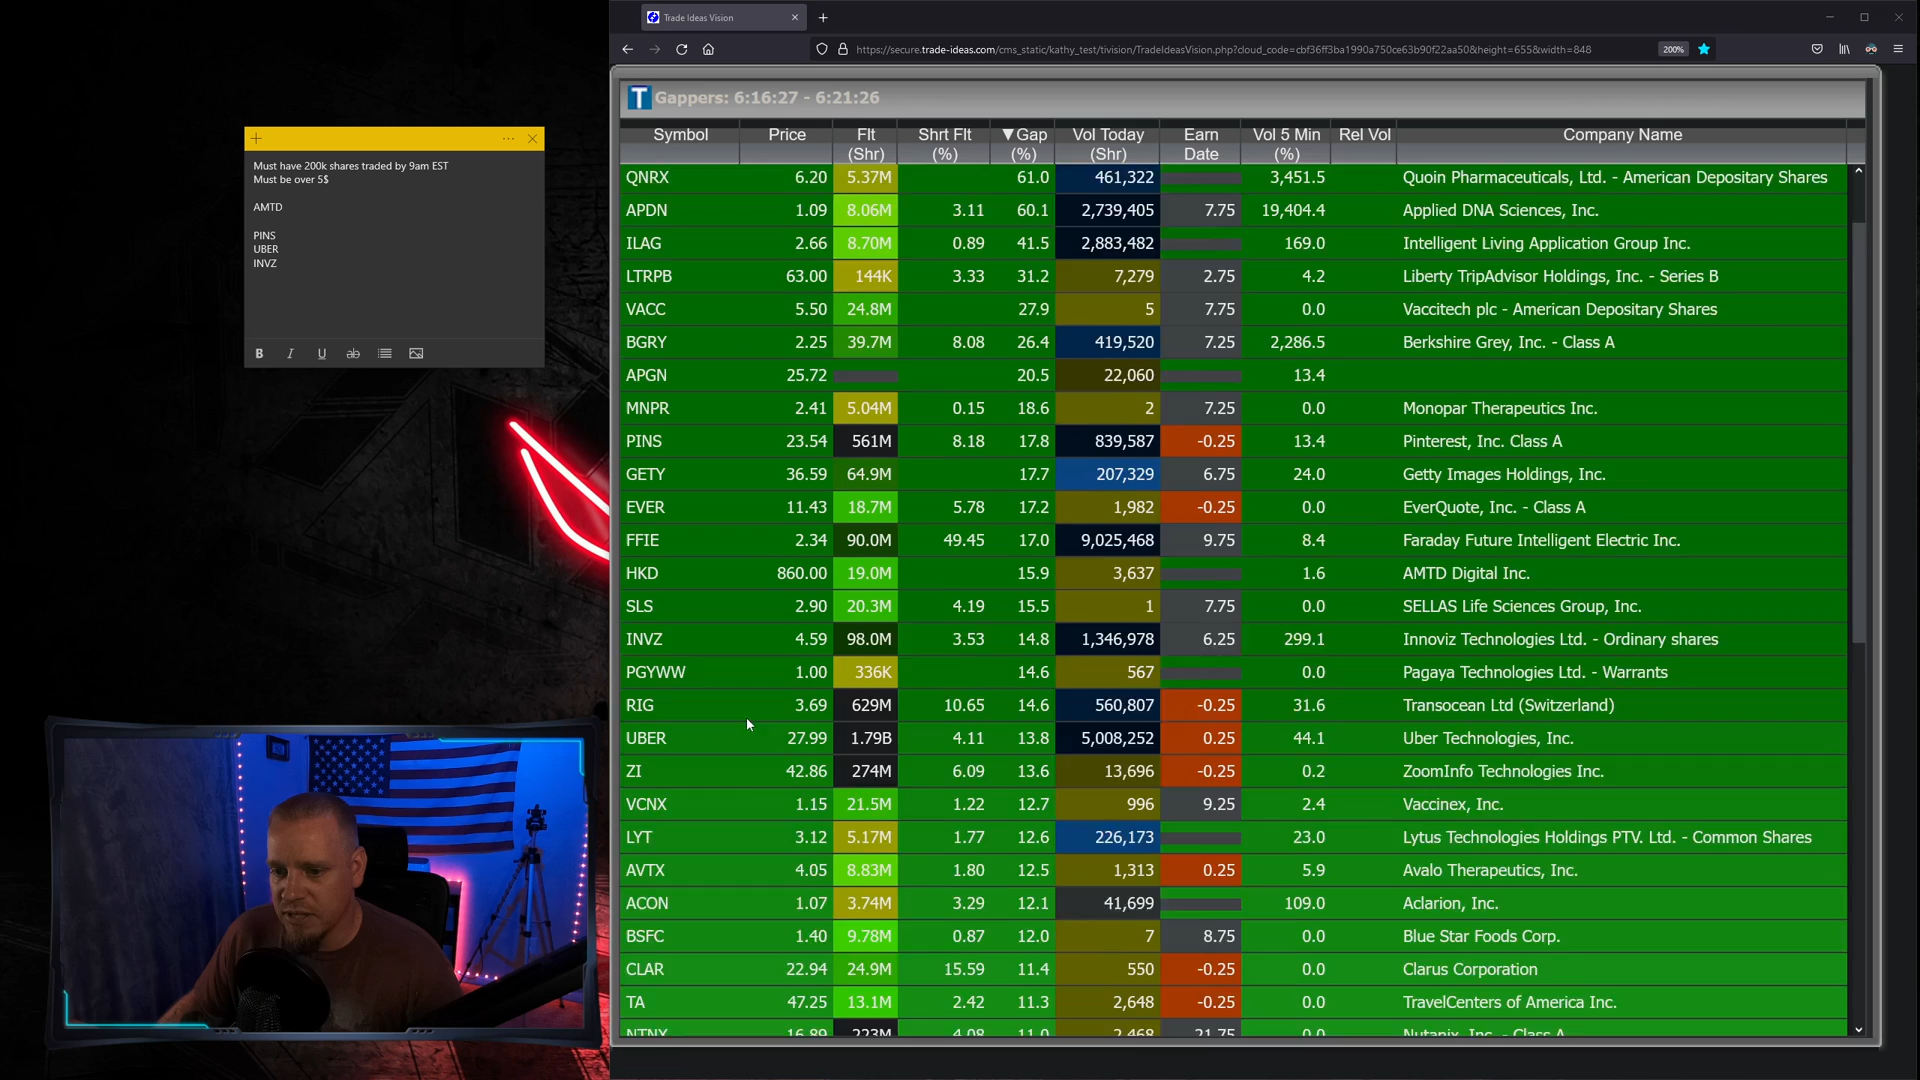 Trade Ideas Vision
https://secure.trade-ideas.com/cms_static/kathy_test/tivision/TradeIdeasVision.php?cloud_code=cbf36ff3ba1990a750ce63b90f22aa50&height=655&width=848
200%
Must have 200k shares traded by 9am EST
Must be over 5$
AMTD
PINS
UBER
INVZ
B I U ab
T Gappers: 6:16:27 - 6:21:26
Symbol Price Flt (Shr) Shrt Flt (%) ▼Gap (%) Vol Today (Shr) Earn Date Vol 5 Min (%) Rel Vol Company Name
QNRX 6.20 5.37M 61.0 461,322 3,451.5 Quoin Pharmaceuticals, Ltd. - American Depositary Shares
APDN 1.09 8.06M 3.11 60.1 2,739,405 7.75 19,404.4 Applied DNA Sciences, Inc.
ILAG 2.66 8.70M 0.89 41.5 2,883,482 169.0 Intelligent Living Application Group Inc.
LTRPB 63.00 144K 3.33 31.2 7,279 2.75 4.2 Liberty TripAdvisor Holdings, Inc. - Series B
VACC 5.50 24.8M 27.9 5 7.75 0.0 Vaccitech plc - American Depositary Shares
BGRY 2.25 39.7M 8.08 26.4 419,520 7.25 2,286.5 Berkshire Grey, Inc. - Class A
APGN 25.72 20.5 22,060 13.4
MNPR 2.41 5.04M 0.15 18.6 2 7.25 0.0 Monopar Therapeutics Inc.
PINS 23.54 561M 8.18 17.8 839,587 -0.25 13.4 Pinterest, Inc. Class A
GETY 36.59 64.9M 17.7 207,329 6.75 24.0 Getty Images Holdings, Inc.
EVER 11.43 18.7M 5.78 17.2 1,982 -0.25 0.0 EverQuote, Inc. - Class A
FFIE 2.34 90.0M 49.45 17.0 9,025,468 9.75 8.4 Faraday Future Intelligent Electric Inc.
HKD 860.00 19.0M 15.9 3,637 1.6 AMTD Digital Inc.
SLS 2.90 20.3M 4.19 15.5 1 7.75 0.0 SELLAS Life Sciences Group, Inc.
INVZ 4.59 98.0M 3.53 14.8 1,346,978 6.25 299.1 Innoviz Technologies Ltd. - Ordinary shares
PGYWW 1.00 336K 14.6 567 0.0 Pagaya Technologies Ltd. - Warrants
RIG 3.69 629M 10.65 14.6 560,807 -0.25 31.6 Transocean Ltd (Switzerland)
UBER 27.99 1.79B 4.11 13.8 5,008,252 0.25 44.1 Uber Technologies, Inc.
ZI 42.86 274M 6.09 13.6 13,696 -0.25 0.2 ZoomInfo Technologies Inc.
VCNX 1.15 21.5M 1.22 12.7 996 9.25 2.4 Vaccinex, Inc.
LYT 3.12 5.17M 1.77 12.6 226,173 23.0 Lytus Technologies Holdings PTV. Ltd. - Common Shares
AVTX 4.05 8.83M 1.80 12.5 1,313 0.25 5.9 Avalo Therapeutics, Inc.
ACON 1.07 3.74M 3.29 12.1 41,699 109.0 Aclarion, Inc.
BSFC 1.40 9.78M 0.87 12.0 7 8.75 0.0 Blue Star Foods Corp.
CLAR 22.94 24.9M 15.59 11.4 550 -0.25 0.0 Clarus Corporation
TA 47.25 13.1M 2.42 11.3 2,648 -0.25 0.0 TravelCenters of America Inc.
NTNX 16.89 223M 4.08 11.0 2,468 21.75 0.0 Nutanix, Inc. - Class A